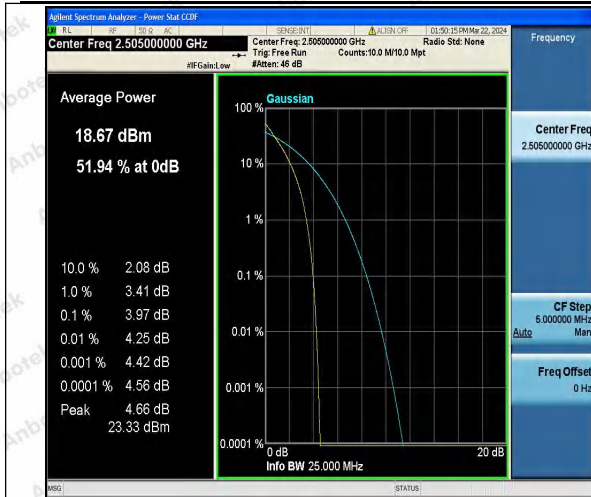 Agilent Spectrum Analyzer - Power Stat CCDF
RL RF 50 Ω AC SENSE:INT ALIGN OFF 01:50:15 PM Mar 22, 2024
Center Freq 2.505000000 GHz
Center Freq: 2.505000000 GHz Radio Std: None
Trig: Free Run Counts:10.0 M/10.0 Mpt
#IFGain:Low #Atten: 46 dB
Frequency
Average Power
18.67 dBm
51.94 % at 0dB
10.0 % 2.08 dB
1.0 % 3.41 dB
0.1 % 3.97 dB
0.01 % 4.25 dB
0.001 % 4.42 dB
0.0001 % 4.56 dB
Peak 4.66 dB
23.33 dBm
Gaussian
100 %
10 %
1 %
0.1 %
0.01 %
0.001 %
0.0001 %
0 dB 20 dB
Info BW 25.000 MHz
Center Freq
2.505000000 GHz
CF Step
5.000000 MHz
Auto Man
Freq Offset
0 Hz
MSG STATUS